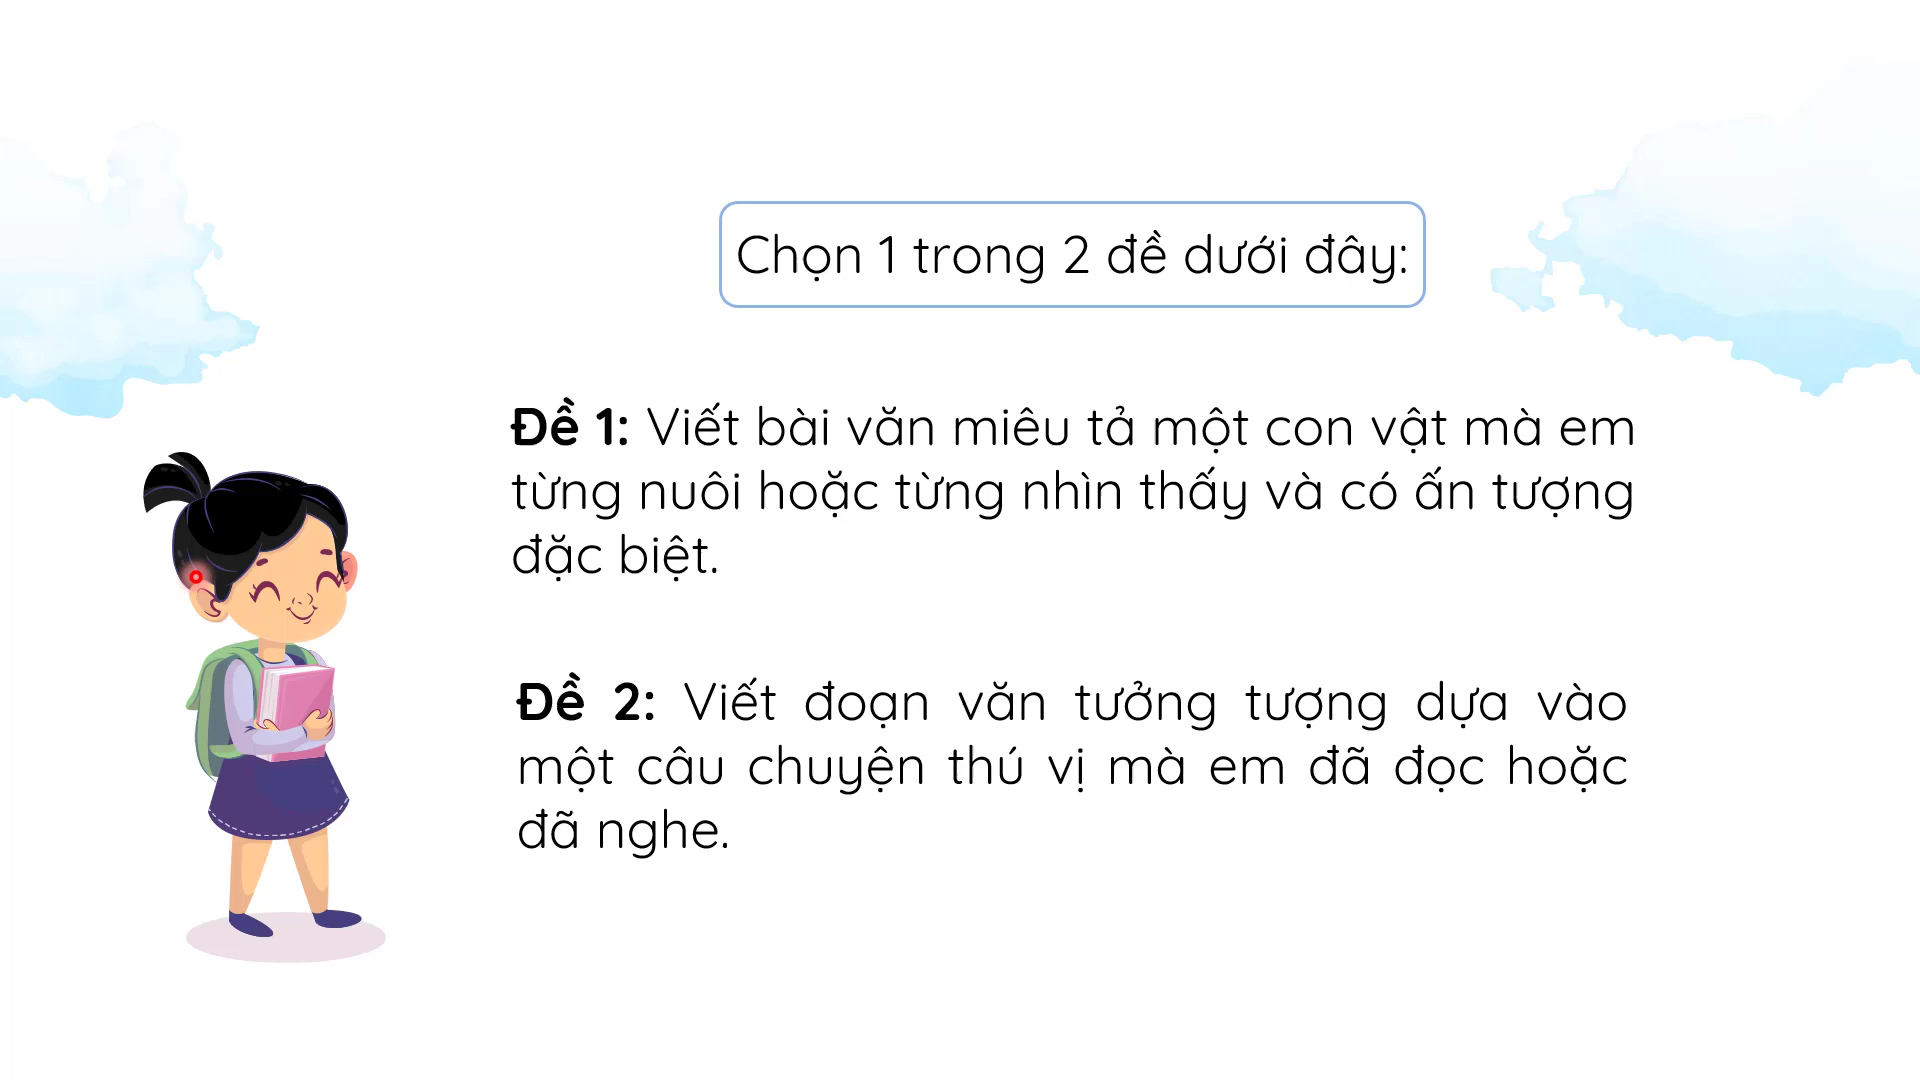 Chọn 1 trong 2 đề dưới đây:
Đề 1: Viết bài văn miêu tả một con vật mà em
từng nuôi hoặc từng nhìn thấy và có ấn tượng
đặc biệt.
Đề 2: Viết đoạn văn tưởng tượng dựa vào
một câu chuyện thú vị mà em đã đọc hoặc
đã nghe.